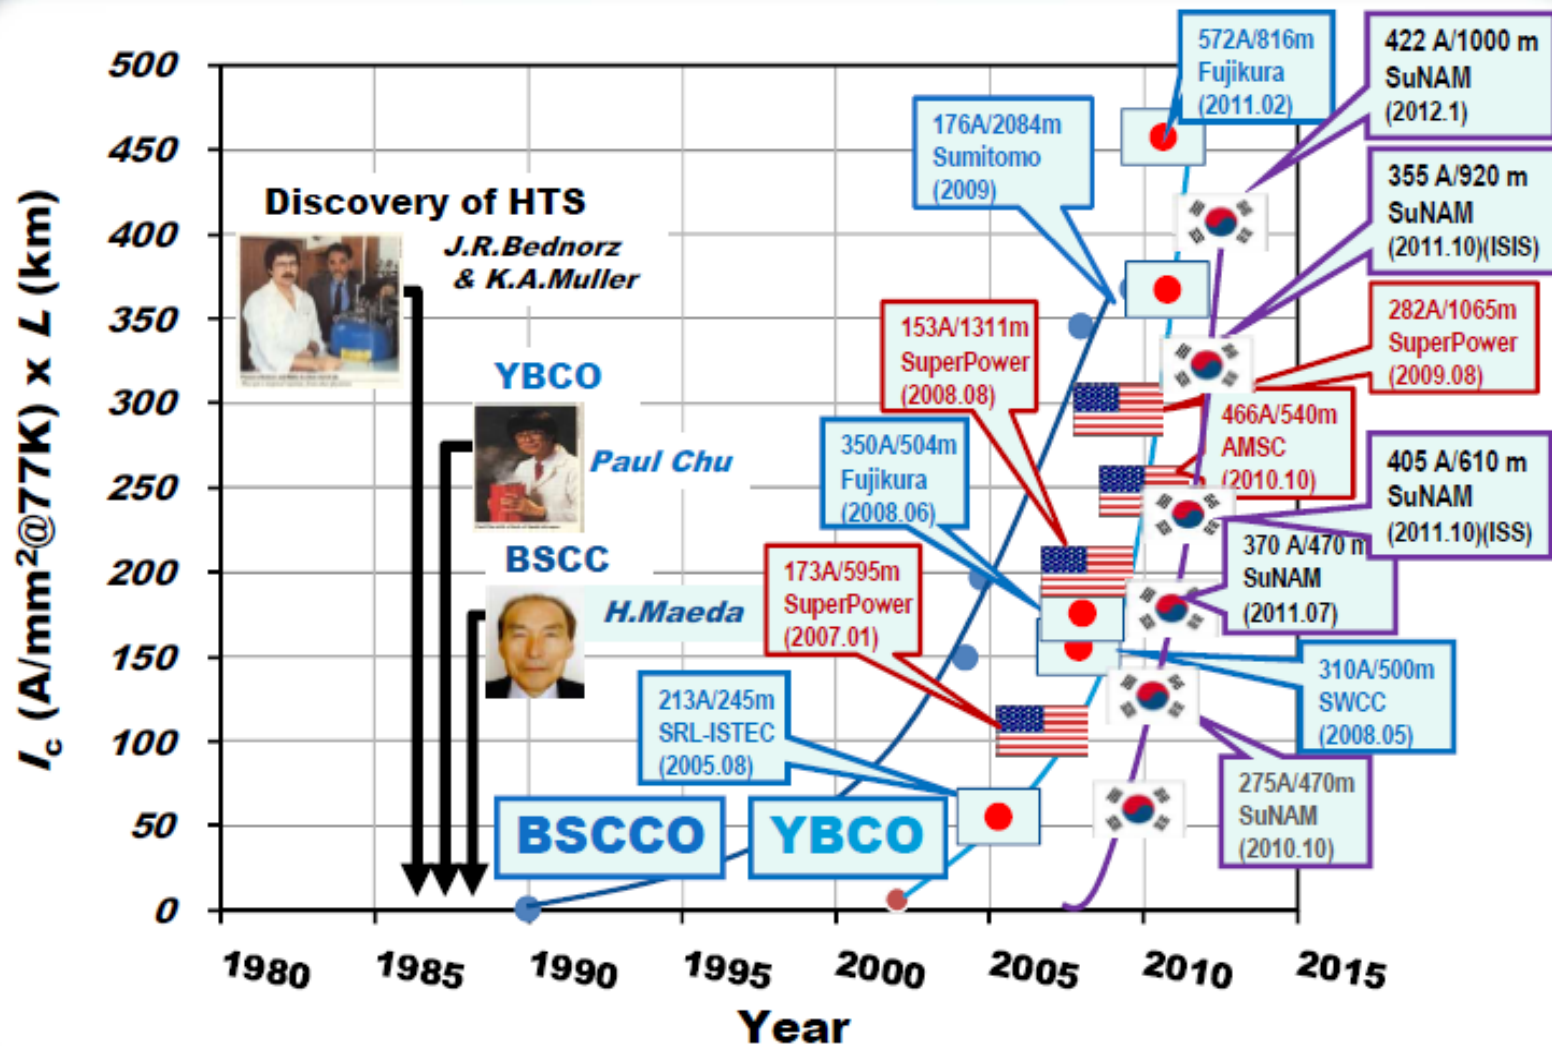 500
450
400
350
300
250
200
150
100
50
0
Ic (A/mm²@77K) x L (km)
1980
1985
1990
1995
2000
2005
2010
2015
Year
Discovery of HTS
J.R.Bednorz
& K.A.Muller
YBCO
Paul Chu
BSCC
H.Maeda
BSCCO
YBCO
213A/245m
SRL-ISTEC
(2005.08)
173A/595m
SuperPower
(2007.01)
350A/504m
Fujikura
(2008.06)
153A/1311m
SuperPower
(2008.08)
176A/2084m
Sumitomo
(2009)
572A/816m
Fujikura
(2011.02)
422 A/1000 m
SuNAM
(2012.1)
355 A/920 m
SuNAM
(2011.10)(ISIS)
282A/1065m
SuperPower
(2009.08)
466A/540m
AMSC
(2010.10)
405 A/610 m
SuNAM
(2011.10)(ISS)
370 A/470 m
SuNAM
(2011.07)
310A/500m
SWCC
(2008.05)
275A/470m
SuNAM
(2010.10)